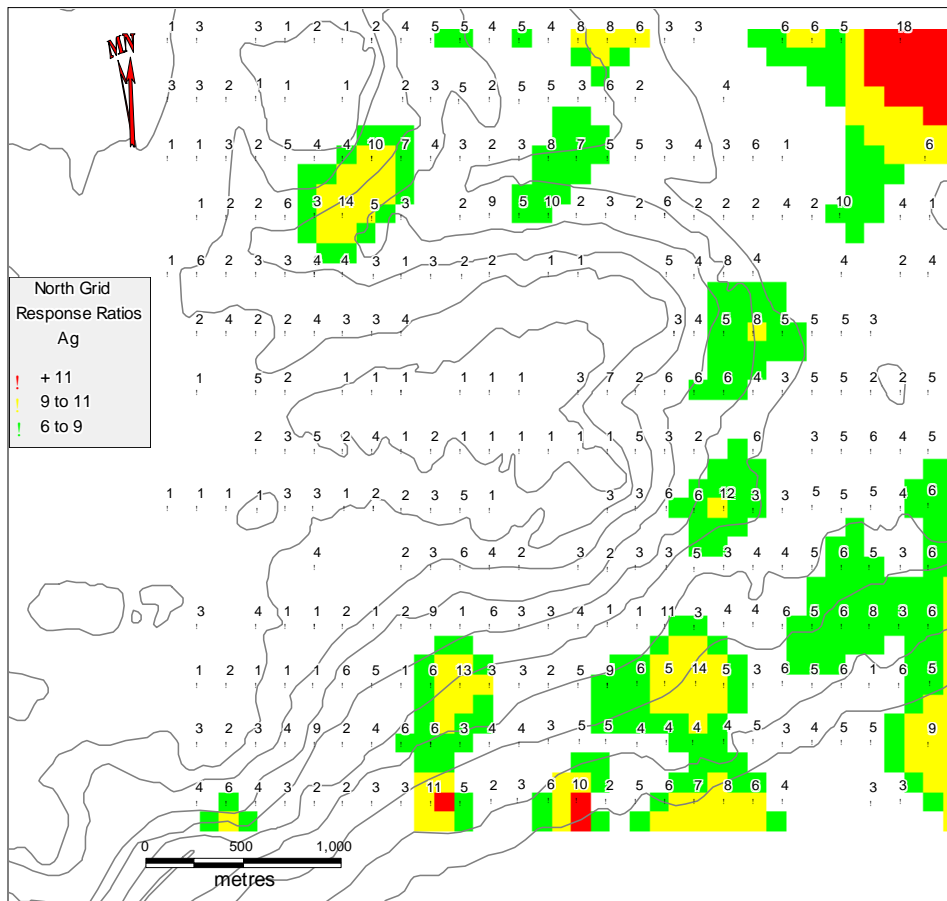 1 3 3 1 2 1 2 4 5 5 4 5 4 8 8 6 3 3 6 6 5 18
MN
3 3 2 1 1 1 2 3 5 2 5 5 3 6 2 4
1 1 3 2 5 4 4 10 7 4 3 2 3 8 7 5 5 3 4 3 6 1 6
1 2 2 6 3 14 5 3 2 9 5 10 2 3 2 6 2 2 2 4 2 10 4 1
1 6 2 3 3 4 4 3 1 3 2 2 1 1 5 4 8 4 4 2 4
North Grid
Response Ratios
Ag
+ 11
9 to 11
6 to 9
2 4 2 2 4 3 3 4 3 4 5 8 5 5 5 3
1 5 2 1 1 1 1 1 1 3 7 2 6 6 6 4 3 5 5 2 2 5
2 3 5 2 4 1 2 1 1 1 1 1 1 5 3 2 6 3 5 6 4 5
1 1 1 1 3 3 1 2 2 3 5 1 3 3 6 6 12 3 3 5 5 5 4 6
4 2 3 6 4 2 3 2 3 3 5 3 4 4 5 6 5 3 6
3 4 1 1 2 1 2 9 1 6 3 3 4 1 1 11 3 4 4 6 5 6 8 3 6
1 2 1 1 1 6 5 1 6 13 3 3 2 5 9 6 5 14 5 3 6 5 6 1 6 5
3 2 3 4 9 2 4 6 6 3 4 4 3 5 5 4 4 4 4 5 3 4 5 5 9
4 6 4 3 2 2 3 3 11 5 2 3 6 10 2 5 6 7 8 6 4 3 3
0 500 1,000
metres